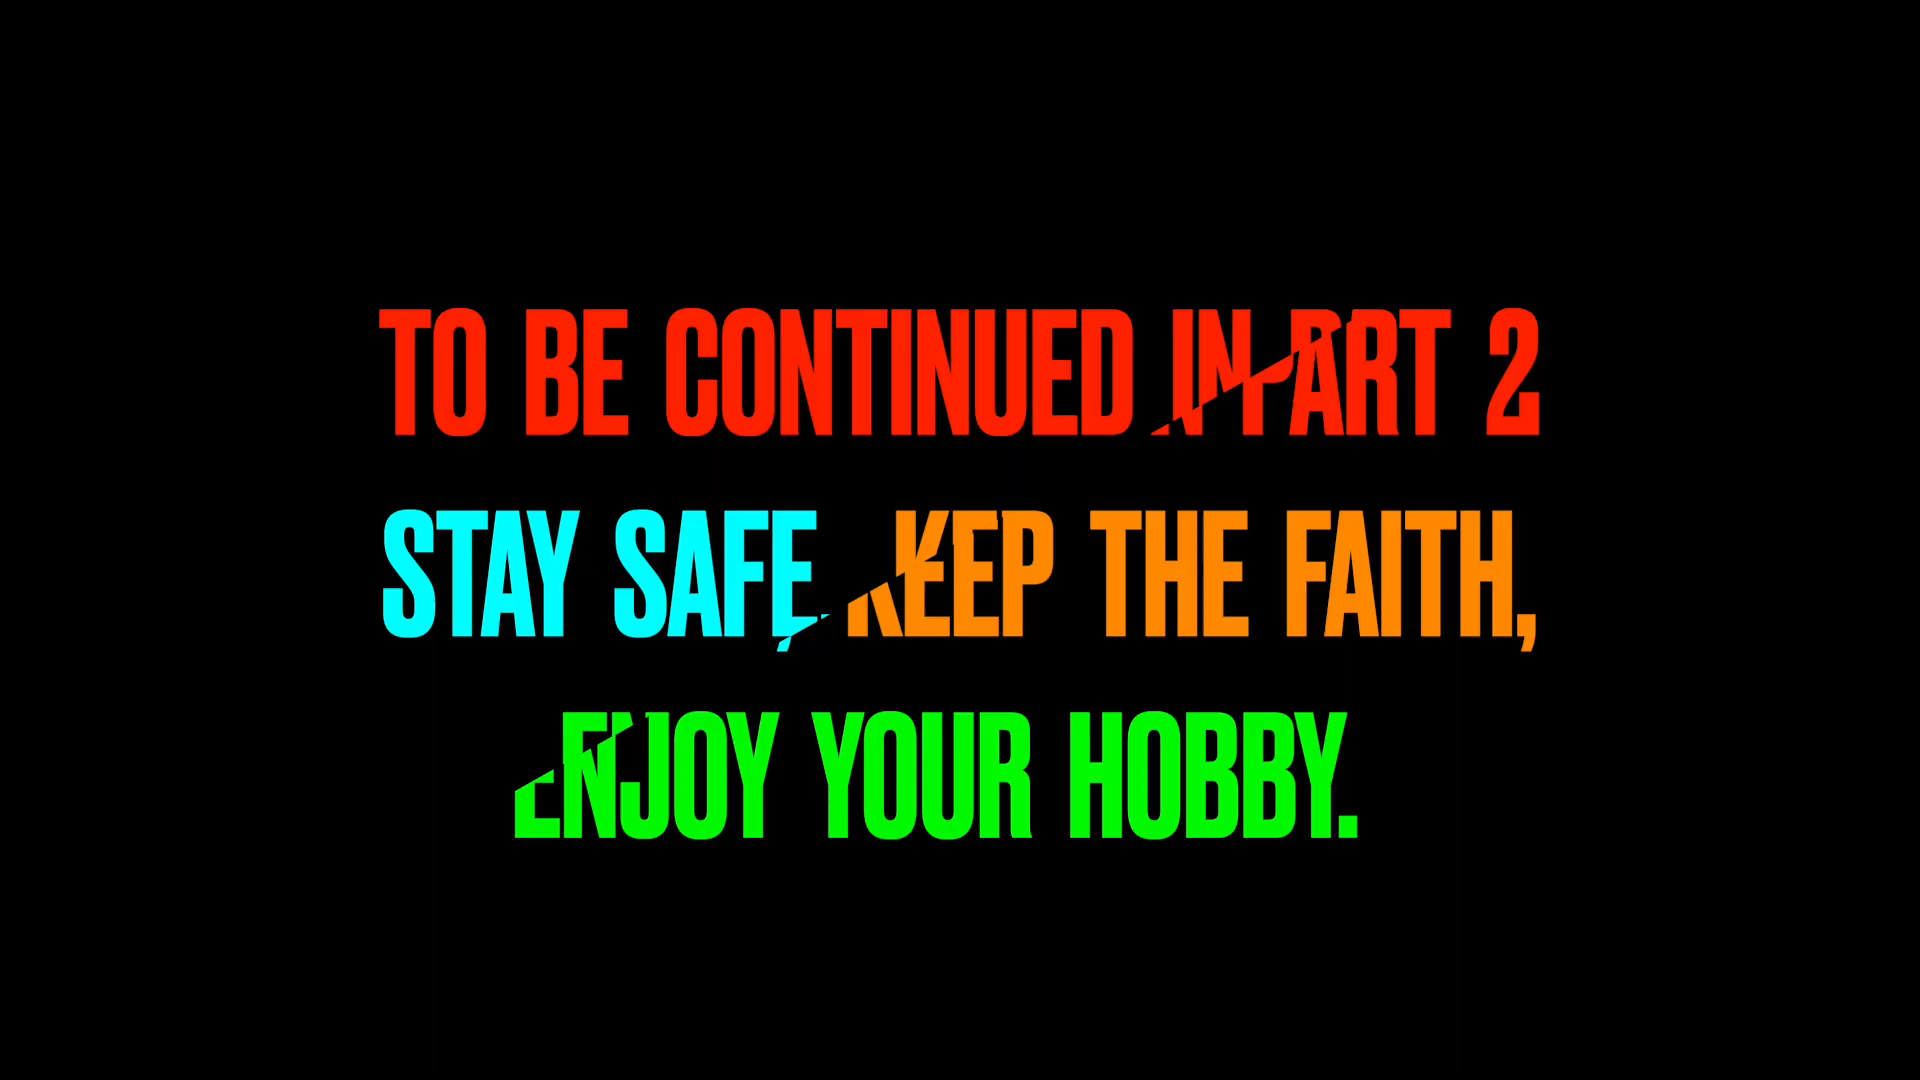 TO BE CONTINUED IN PART 2
STAY SAFE, KEEP THE FAITH,
ENJOY YOUR HOBBY.